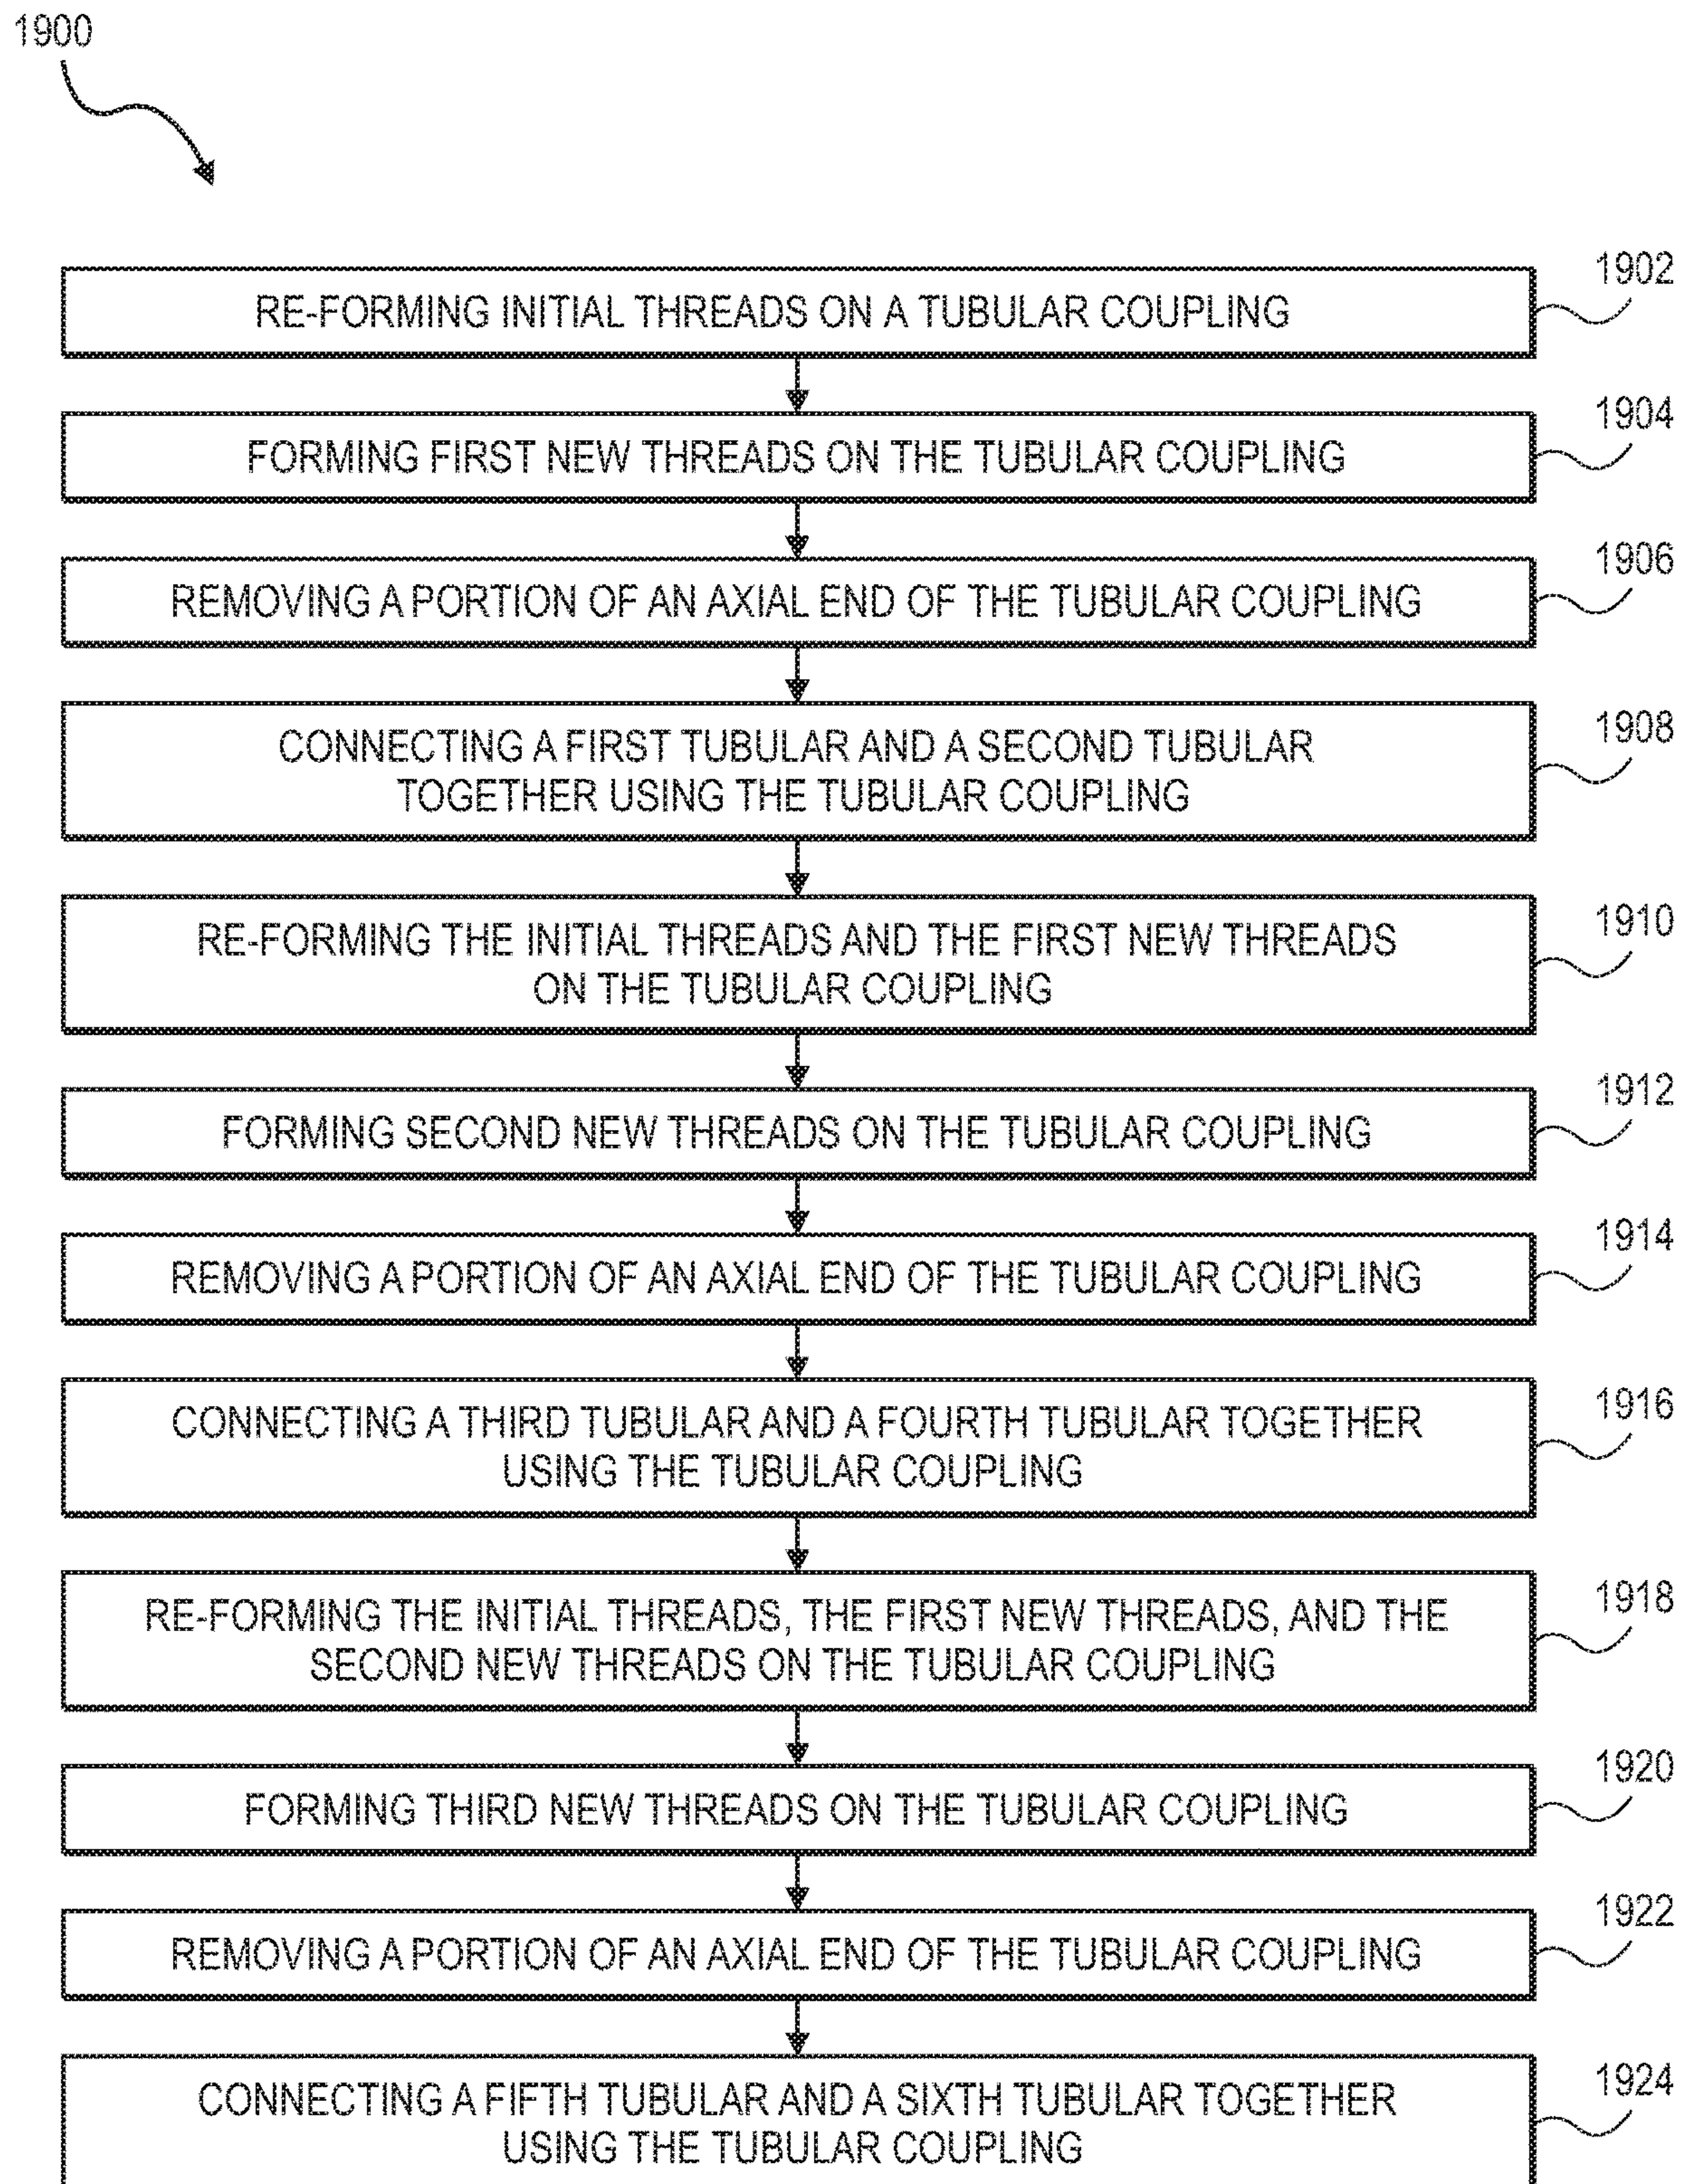 1900
RE-FORMING INITIAL THREADS ON A TUBULAR COUPLING
1902
FORMING FIRST NEW THREADS ON THE TUBULAR COUPLING
1904
REMOVING A PORTION OF AN AXIAL END OF THE TUBULAR COUPLING
1906
CONNECTING A FIRST TUBULAR AND A SECOND TUBULAR
TOGETHER USING THE TUBULAR COUPLING
1908
RE-FORMING THE INITIAL THREADS AND THE FIRST NEW THREADS
ON THE TUBULAR COUPLING
1910
FORMING SECOND NEW THREADS ON THE TUBULAR COUPLING
1912
REMOVING A PORTION OF AN AXIAL END OF THE TUBULAR COUPLING
1914
CONNECTING A THIRD TUBULAR AND A FOURTH TUBULAR TOGETHER
USING THE TUBULAR COUPLING
1916
RE-FORMING THE INITIAL THREADS, THE FIRST NEW THREADS, AND THE
SECOND NEW THREADS ON THE TUBULAR COUPLING
1918
FORMING THIRD NEW THREADS ON THE TUBULAR COUPLING
1920
REMOVING A PORTION OF AN AXIAL END OF THE TUBULAR COUPLING
1922
CONNECTING A FIFTH TUBULAR AND A SIXTH TUBULAR TOGETHER
USING THE TUBULAR COUPLING
1924